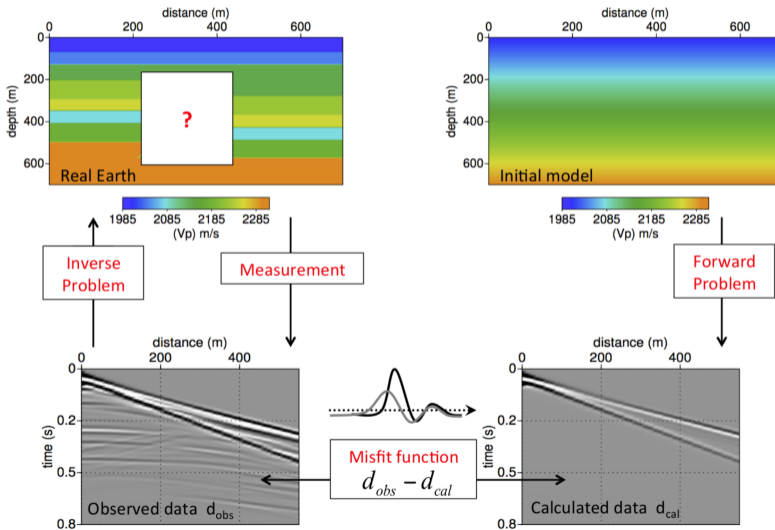 distance (m)
0 200 400 600
0
200
400
600
depth (m)
?
Real Earth
1985 2085 2185 2285
(Vp) m/s
distance (m)
0 200 400 600
0
200
400
600
depth (m)
Initial model
1985 2085 2185 2285
(Vp) m/s
Inverse
Problem
Measurement
Forward
Problem
distance (m)
0 200 400
0
0.2
0.5
0.8
time (s)
Observed data d_obs
Misfit function
d_obs − d_cal
distance (m)
0 200 400
0
0.2
0.5
0.8
time (s)
Calculated data d_cal